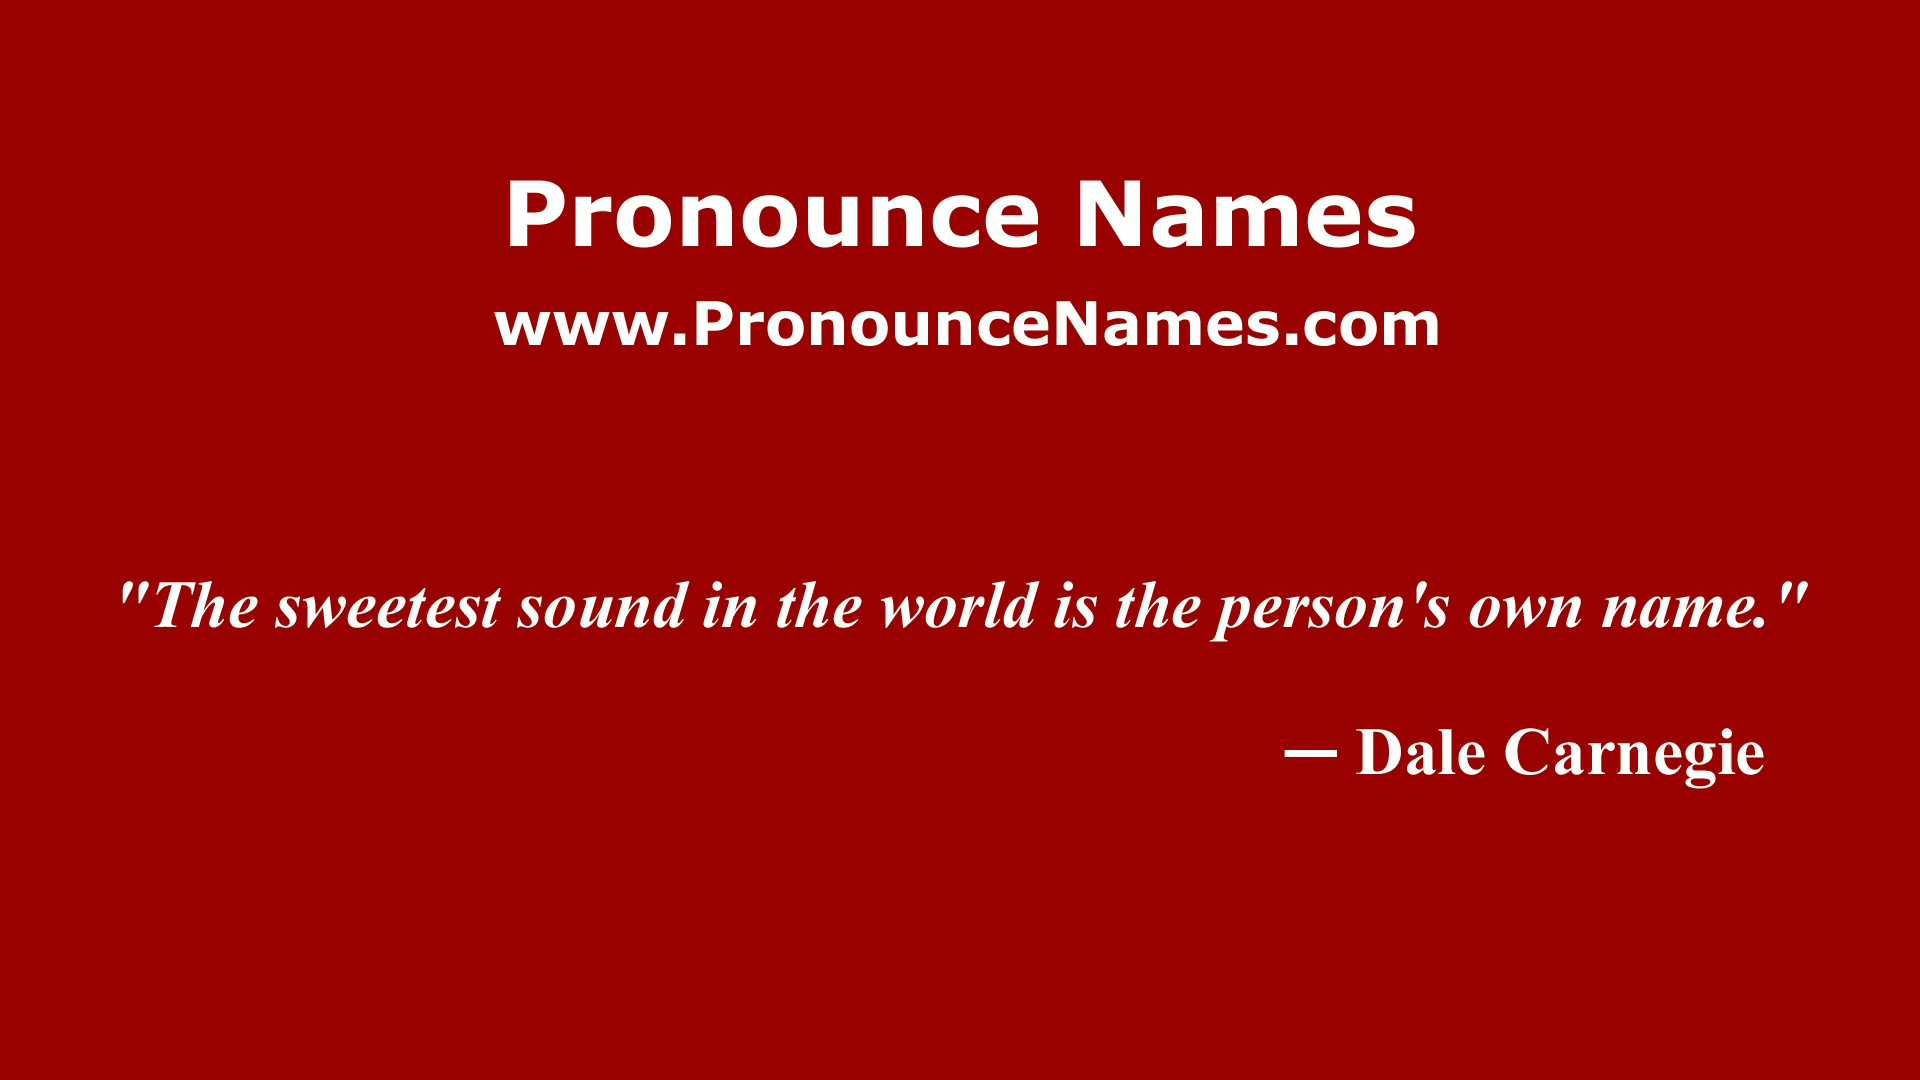 Pronounce Names
www.PronounceNames.com
"The sweetest sound in the world is the person's own name."
— Dale Carnegie